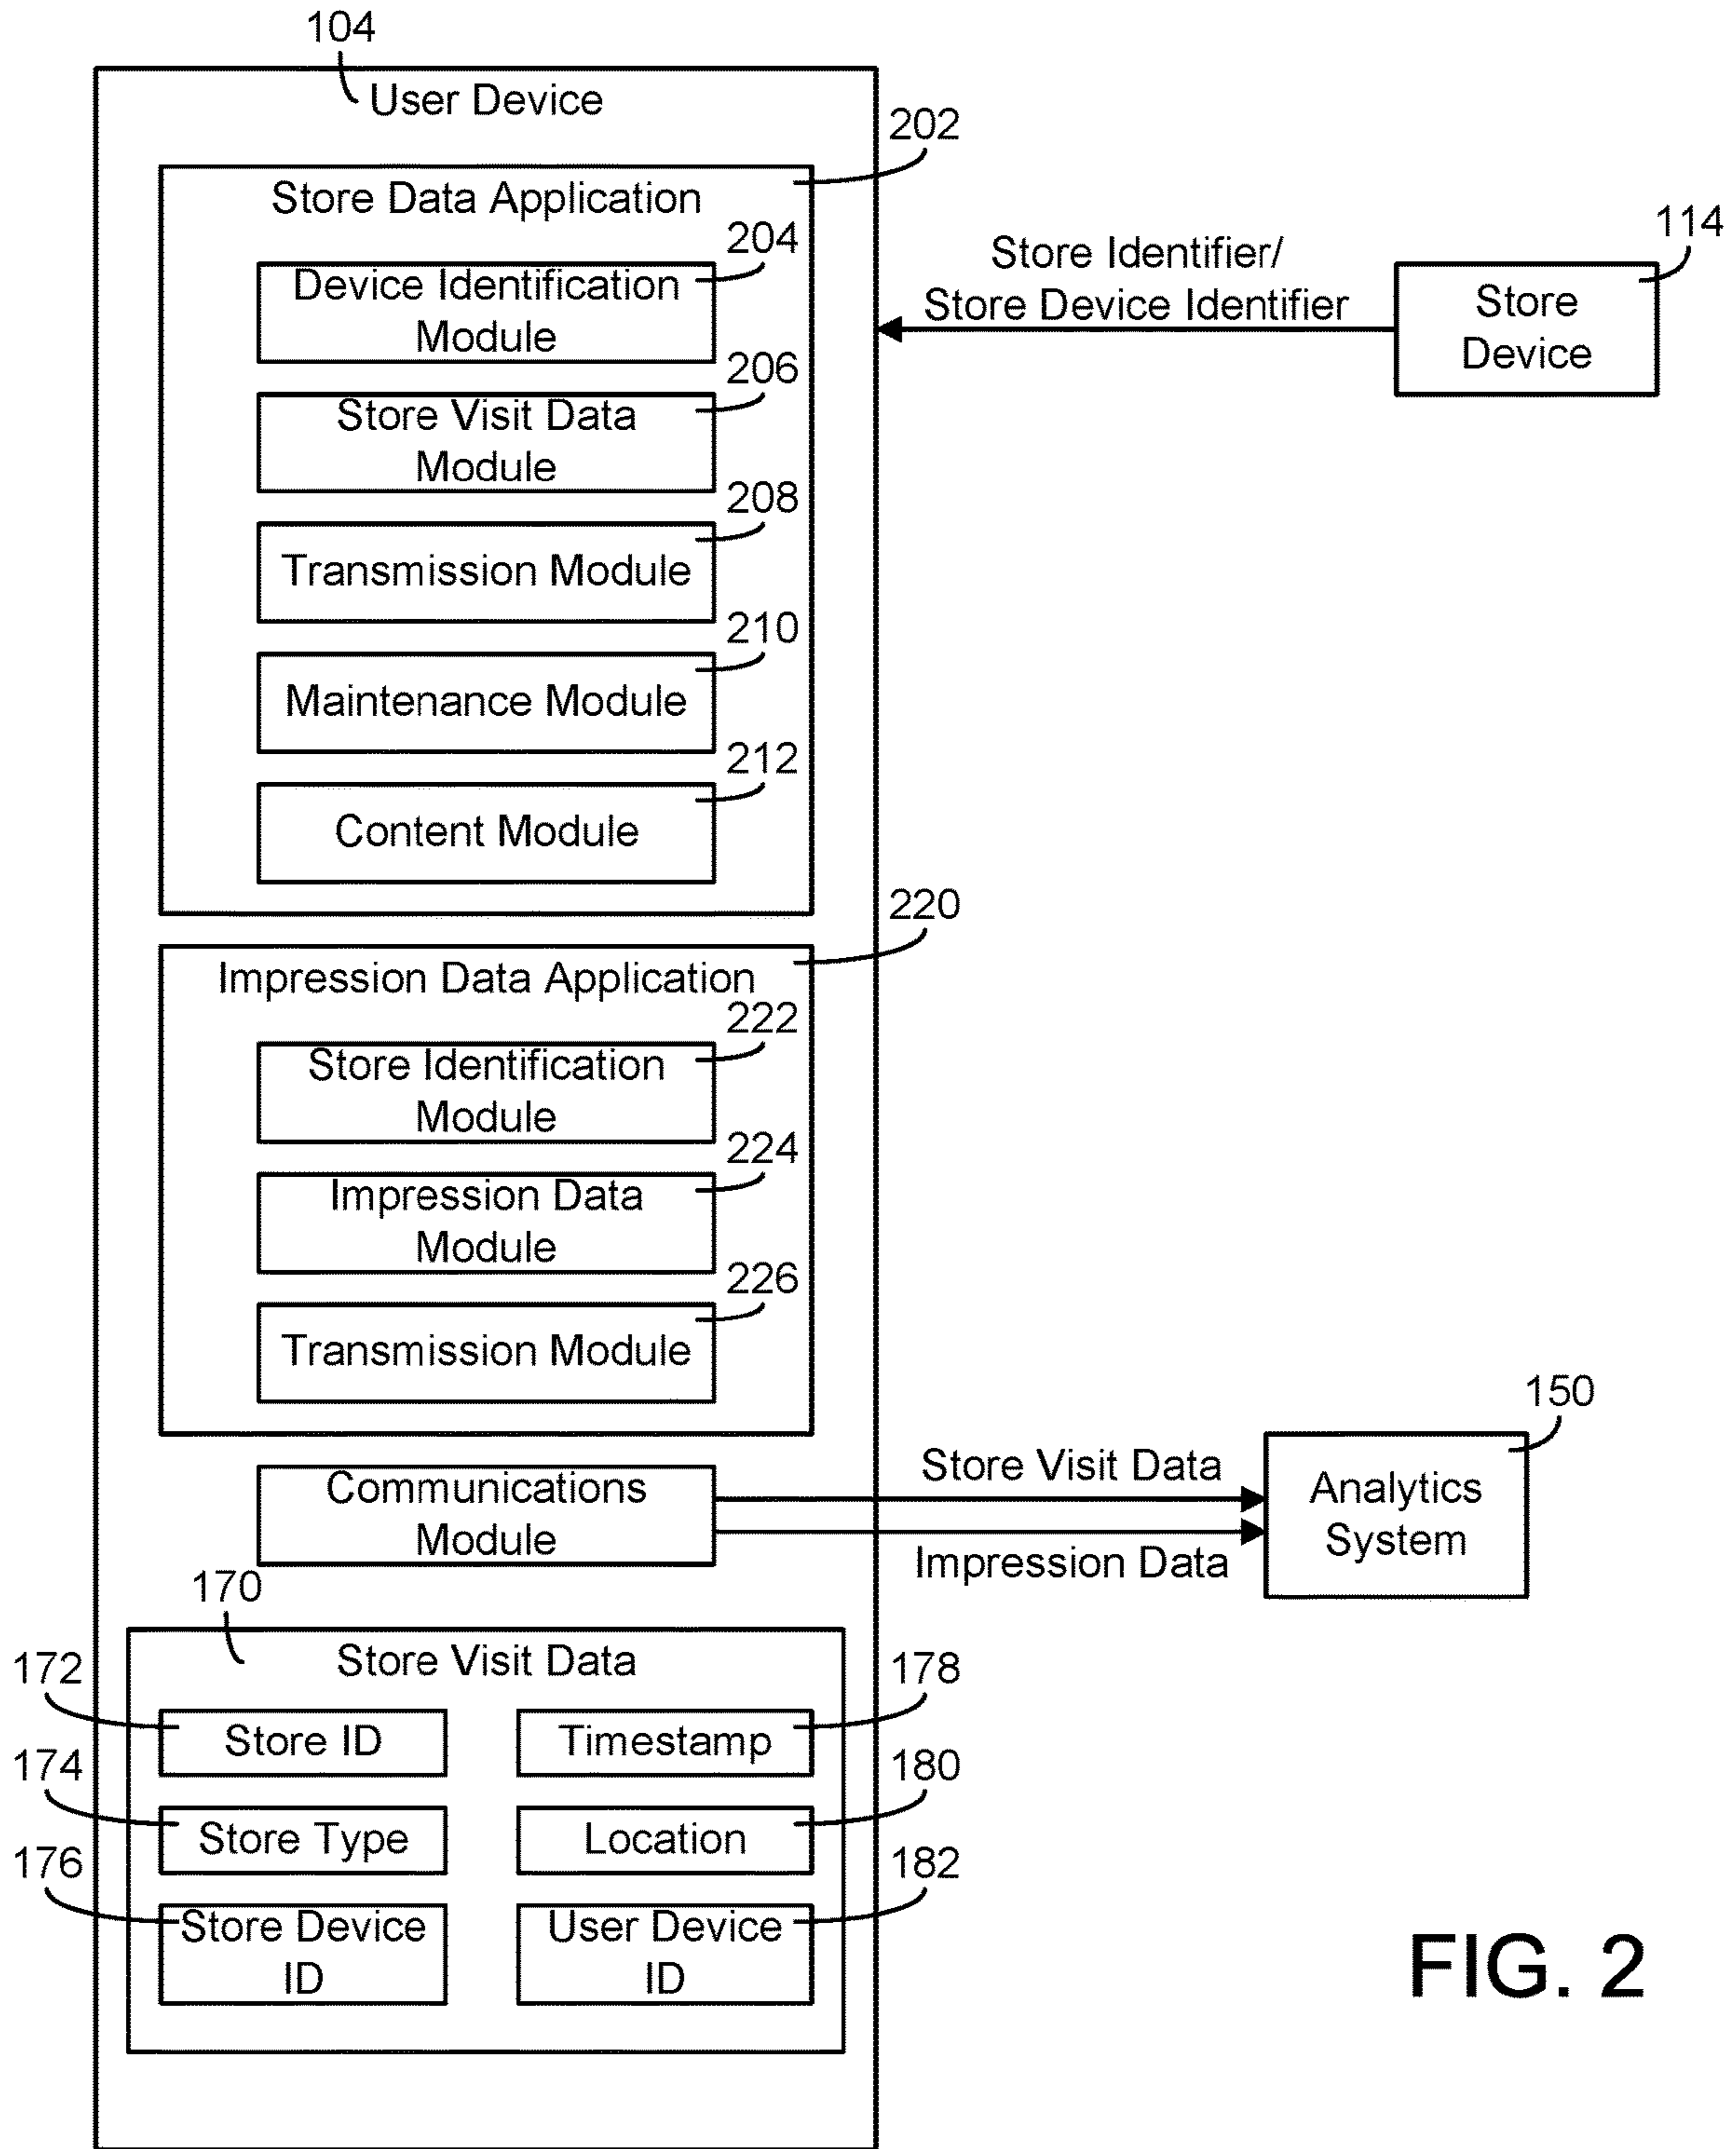 104
User Device
202
Store Data Application
204
Device Identification
Module
206
Store Visit Data
Module
208
Transmission Module
210
Maintenance Module
212
Content Module
Store Identifier/
Store Device Identifier
114
Store
Device
220
Impression Data Application
222
Store Identification
Module
224
Impression Data
Module
226
Transmission Module
Communications
Module
Store Visit Data
Impression Data
150
Analytics
System
170
Store Visit Data
172
Store ID
178
Timestamp
174
Store Type
180
Location
176
Store Device
ID
182
User Device
ID
FIG. 2